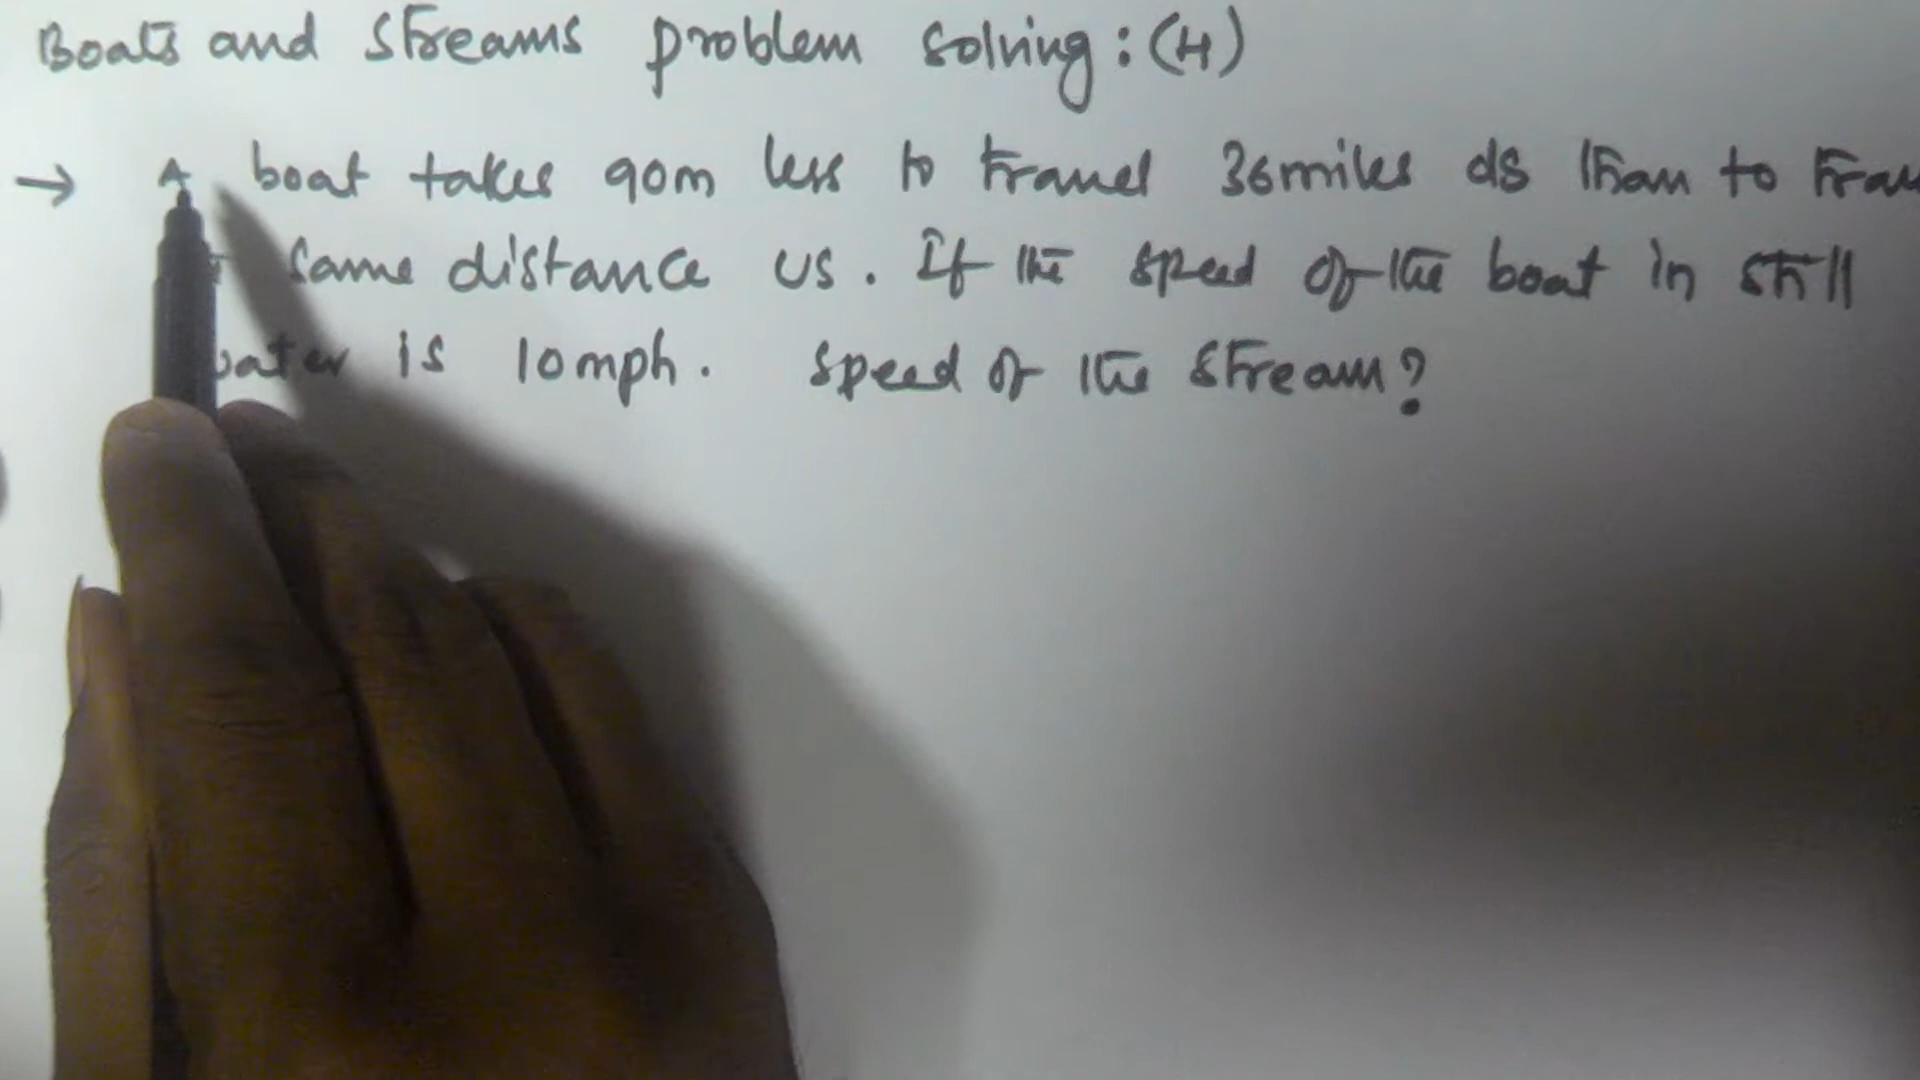 Boats and streams problem solving : (4)
→ A boat takes 90m less to travel 36miles ds than to
same distance us. If the speed of the boat in still
is 10mph. speed of the stream?